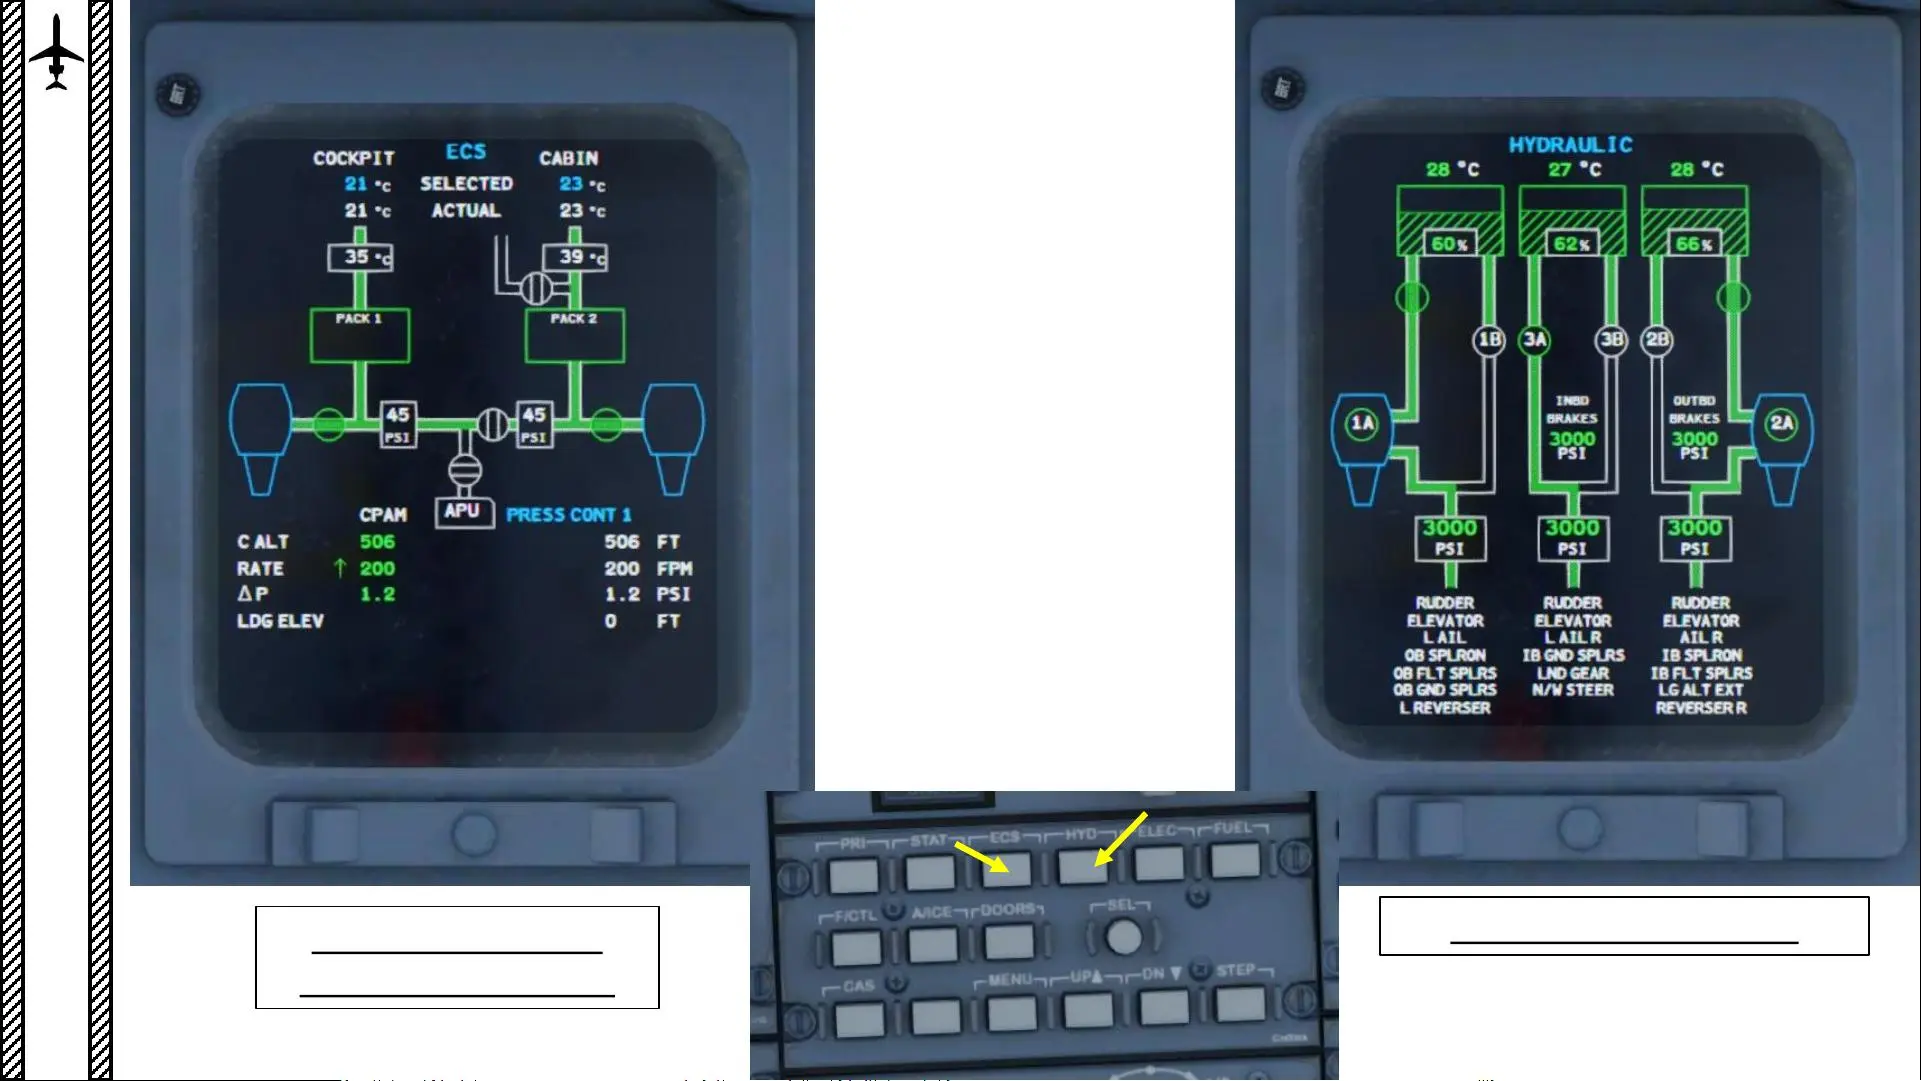 BRT
ECS
COCKPIT CABIN
21 °C SELECTED 23 °C
21 °C ACTUAL 23 °C
35 °C 39 °C
PACK 1 PACK 2
45 PSI 45 PSI
APU
CPAM PRESS CONT 1
C ALT 506 506 FT
RATE ↑ 200 200 FPM
ΔP 1.2 1.2 PSI
LDG ELEV 0 FT
BRT
HYDRAULIC
28 °C 27 °C 28 °C
60% 62% 66%
1B 3A 3B 2B
1A 2A
INBD BRAKES 3000 PSI
OUTBD BRAKES 3000 PSI
3000 PSI 3000 PSI 3000 PSI
RUDDER RUDDER RUDDER
ELEVATOR ELEVATOR ELEVATOR
L AIL L AIL R AIL R
OB SPLRON IB GND SPLRS IB SPLRON
OB FLT SPLRS LND GEAR IB FLT SPLRS
OB GND SPLRS N/W STEER LG ALT EXT
L REVERSER REVERSER R
PRI STAT ECS HYD ELEC FUEL
F/CTL A/ICE DOORS SEL
CAS MENU UP▲ DN ▼ STEP